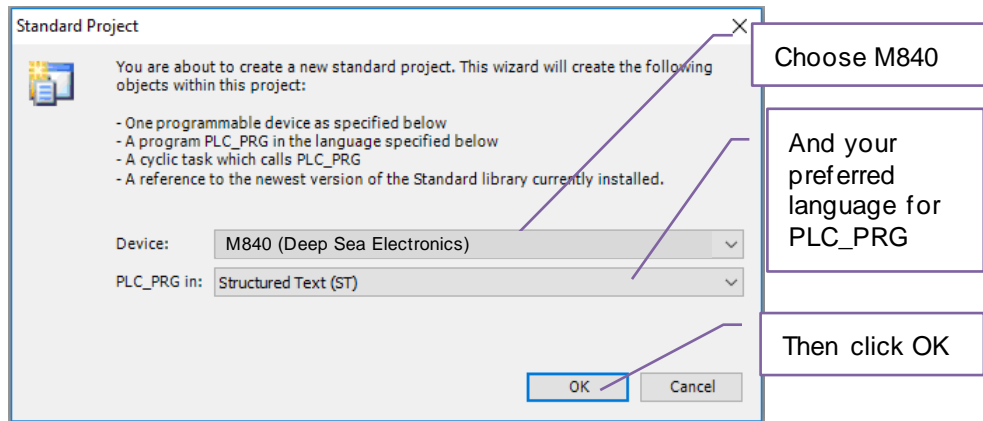 Standard Project
You are about to create a new standard project. This wizard will create the following
objects within this project:
- One programmable device as specified below
- A program PLC_PRG in the language specified below
- A cyclic task which calls PLC_PRG
- A reference to the newest version of the Standard library currently installed.
Device:
M840 (Deep Sea Electronics)
PLC_PRG in:
Structured Text (ST)
OK
Cancel
Choose M840
And your
preferred
language for
PLC_PRG
Then click OK